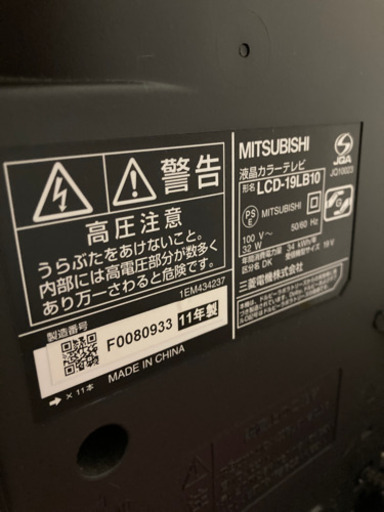 警告
高圧注意
うらぶたをあけないこと。
内部には高電圧部分が数多く
あり万一さわると危険です。
1EM434237
製造番号
F0080933
11年製
→ × 11本
MADE IN CHINA
MITSUBISHI
液晶カラーテレビ
形名 LCD-19LB10
JQA
JQ10023
PS
E
MITSUBISHI
100 V~
50/60 Hz
32 W
年間消費電力量 34 kWh/年
区分名 DK
受信機型サイズ 19V
三菱電機株式会社
警告